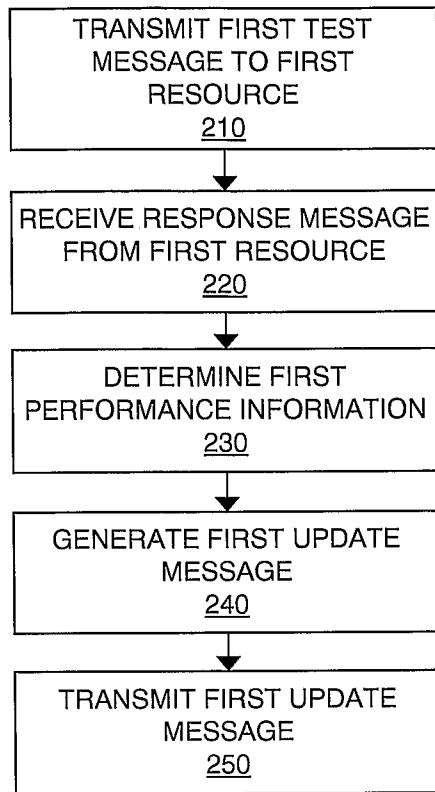 TRANSMIT FIRST TEST
MESSAGE TO FIRST
RESOURCE
210
RECEIVE RESPONSE MESSAGE
FROM FIRST RESOURCE
220
DETERMINE FIRST
PERFORMANCE INFORMATION
230
GENERATE FIRST UPDATE
MESSAGE
240
TRANSMIT FIRST UPDATE
MESSAGE
250